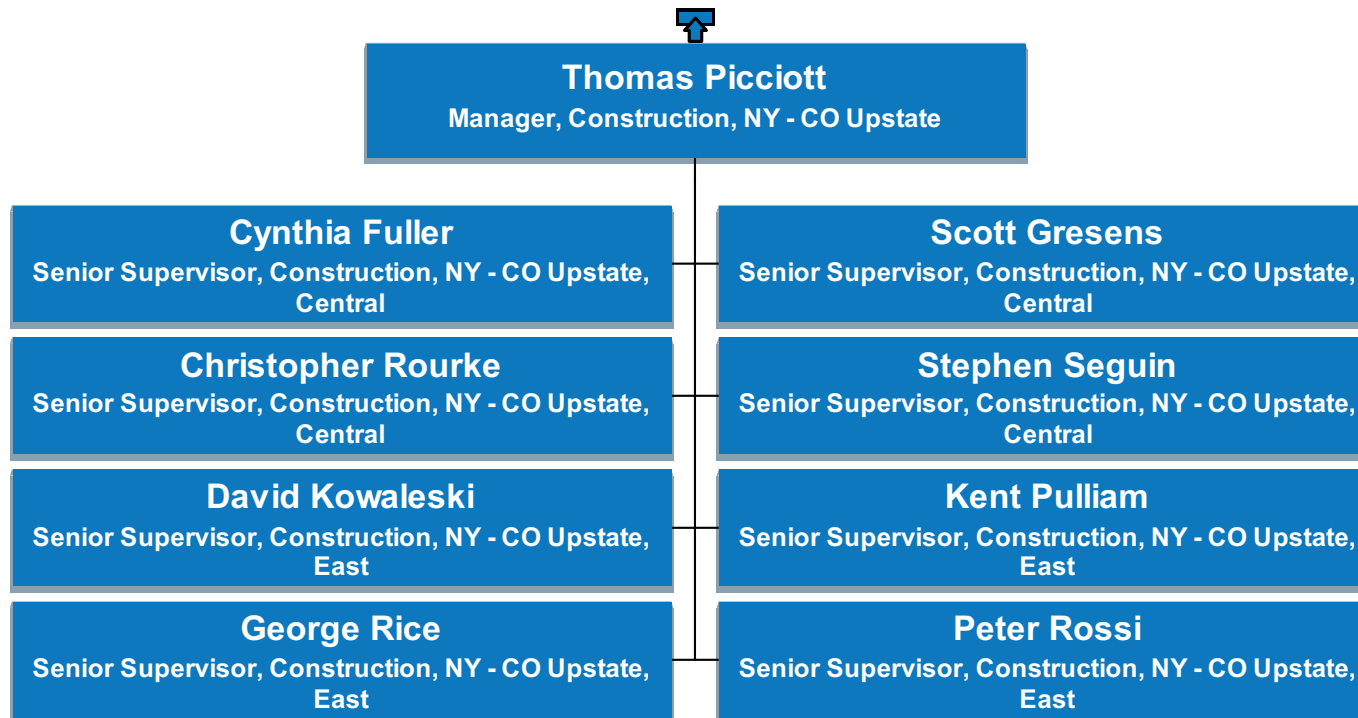 Thomas Picciott
Manager, Construction, NY - CO Upstate
Cynthia Fuller
Senior Supervisor, Construction, NY - CO Upstate,
Central
Scott Gresens
Senior Supervisor, Construction, NY - CO Upstate,
Central
Christopher Rourke
Senior Supervisor, Construction, NY - CO Upstate,
Central
Stephen Seguin
Senior Supervisor, Construction, NY - CO Upstate,
Central
David Kowaleski
Senior Supervisor, Construction, NY - CO Upstate,
East
Kent Pulliam
Senior Supervisor, Construction, NY - CO Upstate,
East
George Rice
Senior Supervisor, Construction, NY - CO Upstate,
East
Peter Rossi
Senior Supervisor, Construction, NY - CO Upstate,
East